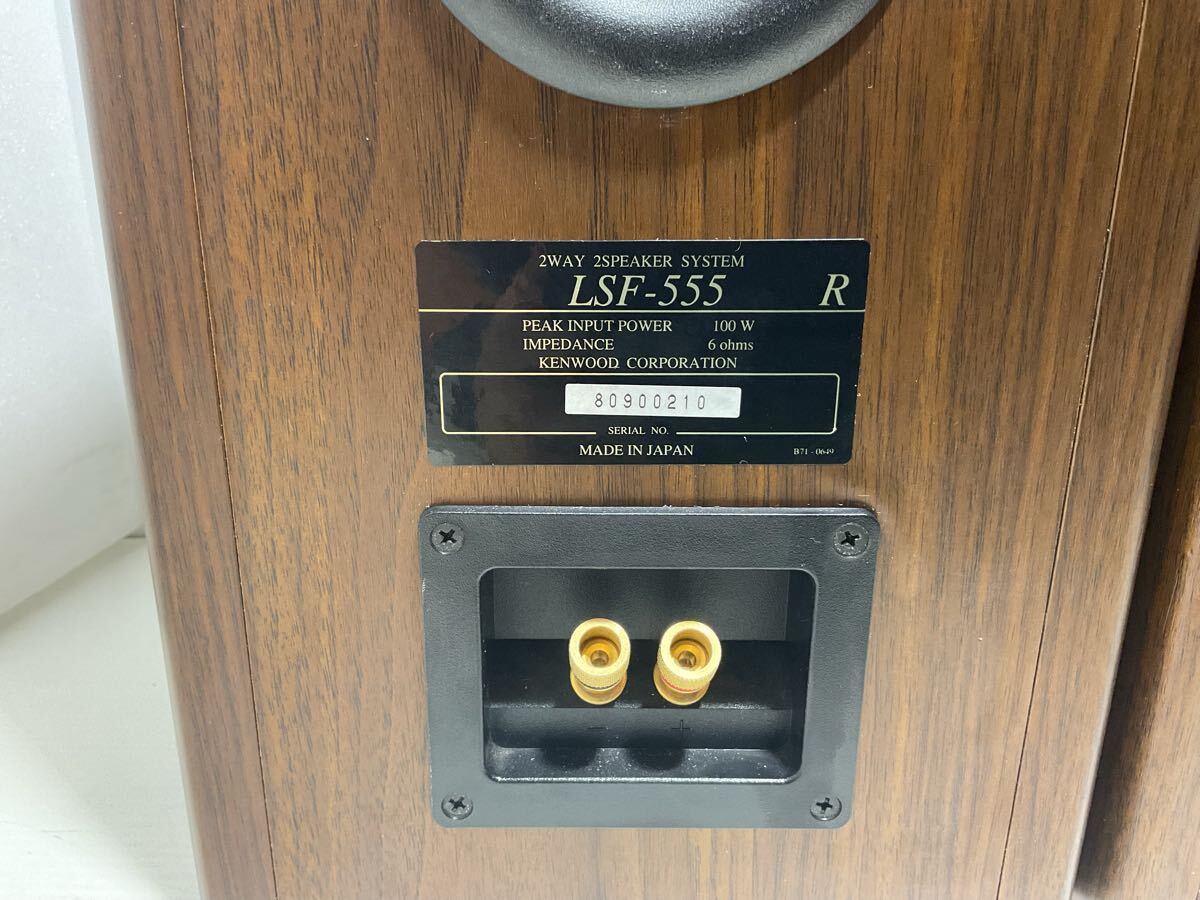 2WAY 2SPEAKER SYSTEM
LSF-555 R
PEAK INPUT POWER 100 W
IMPEDANCE 6 ohms
KENWOOD CORPORATION
80900210
SERIAL NO.
MADE IN JAPAN B71-0649
− +